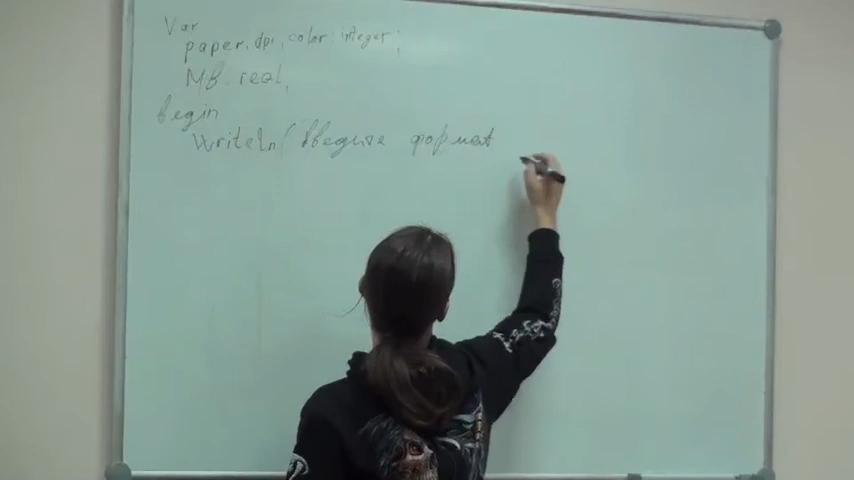 Var
paper, dpi, color: integer;
MB: real;
begin
Writeln('Введите формат